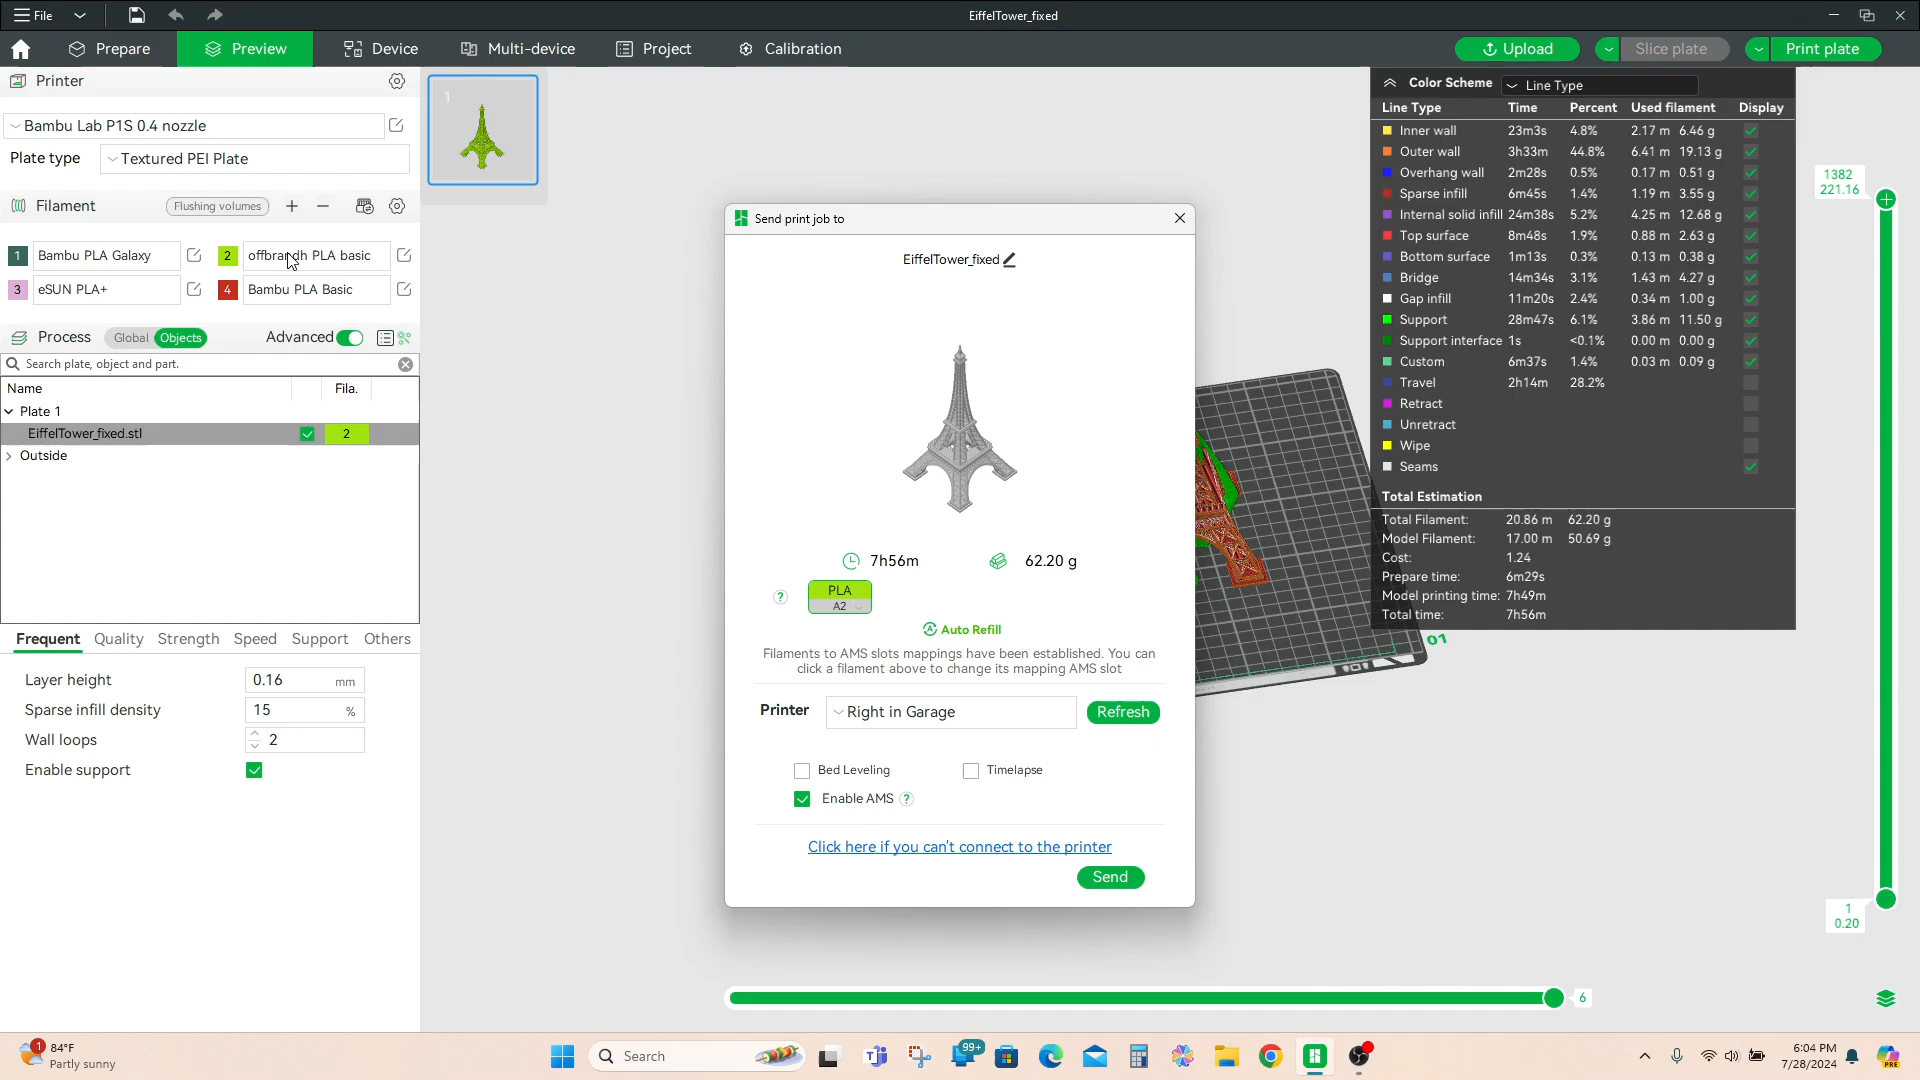 File
EiffelTower_fixed
Prepare
Preview
Device
Multi-device
Project
Calibration
Upload
Slice plate
Print plate
Printer
Bambu Lab P1S 0.4 nozzle
Plate type
Textured PEI Plate
Filament
Flushing volumes
1 Bambu PLA Galaxy
2 offbrandh PLA basic
3 eSUN PLA+
4 Bambu PLA Basic
Process
Global
Objects
Advanced
Search plate, object and part.
Name
Fila.
Plate 1
EiffelTower_fixed.stl
2
Outside
Frequent
Quality
Strength
Speed
Support
Others
Layer height
0.16 mm
Sparse infill density
15 %
Wall loops
2
Enable support
1
Send print job to
EiffelTower_fixed
7h56m
62.20 g
?
PLA
A2
Auto Refill
Filaments to AMS slots mappings have been established. You can
click a filament above to change its mapping AMS slot
Printer
Right in Garage
Refresh
Bed Leveling
Timelapse
Enable AMS
?
Click here if you can't connect to the printer
Send
01
Color Scheme
Line Type
Line Type Time Percent Used filament Display
Inner wall 23m3s 4.8% 2.17 m 6.46 g
Outer wall 3h33m 44.8% 6.41 m 19.13 g
Overhang wall 2m28s 0.5% 0.17 m 0.51 g
Sparse infill 6m45s 1.4% 1.19 m 3.55 g
Internal solid infill 24m38s 5.2% 4.25 m 12.68 g
Top surface 8m48s 1.9% 0.88 m 2.63 g
Bottom surface 1m13s 0.3% 0.13 m 0.38 g
Bridge 14m34s 3.1% 1.43 m 4.27 g
Gap infill 11m20s 2.4% 0.34 m 1.00 g
Support 28m47s 6.1% 3.86 m 11.50 g
Support interface 1s <0.1% 0.00 m 0.00 g
Custom 6m37s 1.4% 0.03 m 0.09 g
Travel 2h14m 28.2%
Retract
Unretract
Wipe
Seams
Total Estimation
Total Filament: 20.86 m 62.20 g
Model Filament: 17.00 m 50.69 g
Cost: 1.24
Prepare time: 6m29s
Model printing time: 7h49m
Total time: 7h56m
1382
221.16
1
0.20
6
1
84°F
Partly sunny
Search
99+
6:04 PM
7/28/2024
PRE